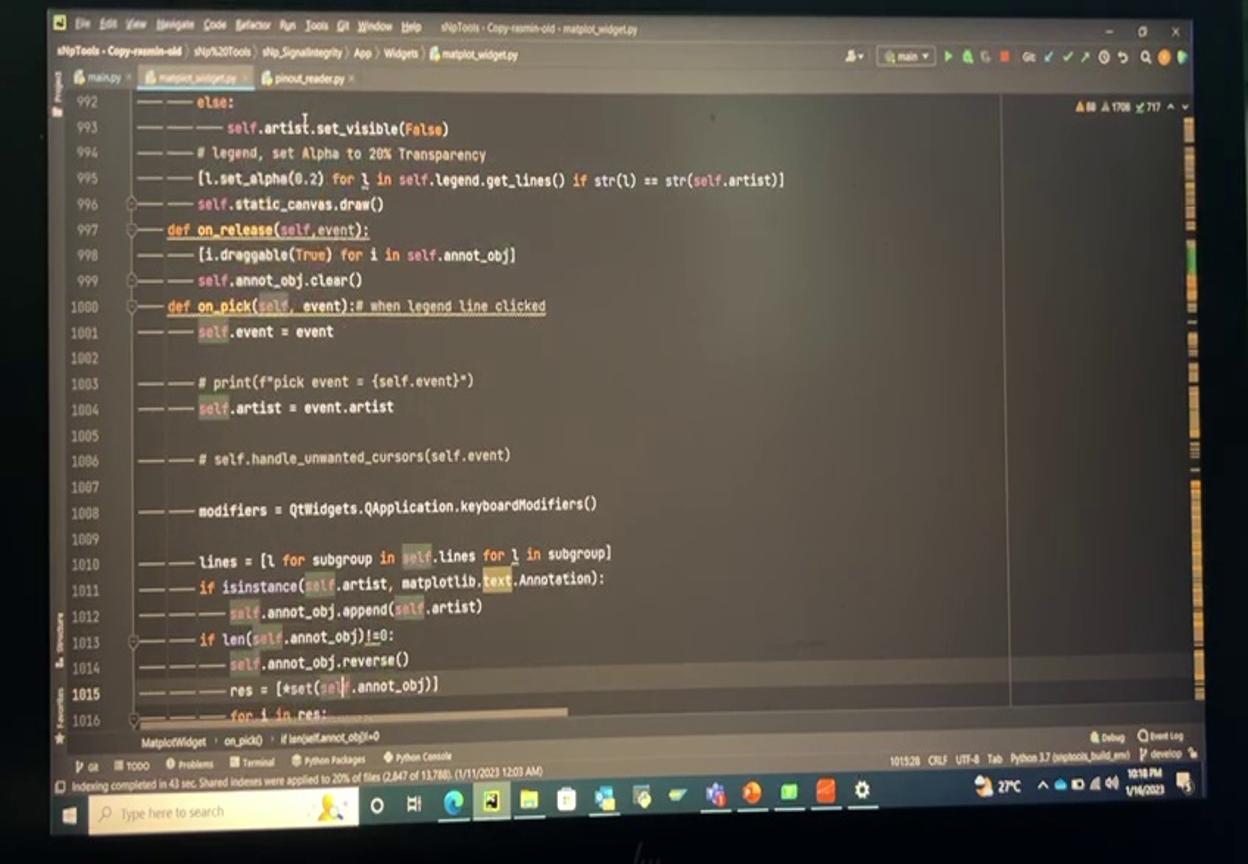 File Edit View Navigate Code Refactor Run Tools Git Window Help sNpTools - Copy-rasmin-old - matplot_widget.py
sNpTools - Copy-rasmin-old sNp%20Tools sNp_SignalIntegrity App Widgets matplot_widget.py main Git:
main.py matplot_widget.py pinout_reader.py
Project
88 1708 717
992 else:
993 self.artist.set_visible(False)
994 # legend, set Alpha to 20% Transparency
995 [l.set_alpha(0.2) for l in self.legend.get_lines() if str(l) == str(self.artist)]
996 self.static_canvas.draw()
997 def on_release(self,event):
998 [i.draggable(True) for i in self.annot_obj]
999 self.annot_obj.clear()
1000 def on_pick(self, event):# when legend line clicked
1001 self.event = event
1002
1003 # print(f"pick event = {self.event}")
1004 self.artist = event.artist
1005
1006 # self.handle_unwanted_cursors(self.event)
1007
1008 modifiers = QtWidgets.QApplication.keyboardModifiers()
1009
1010 lines = [l for subgroup in self.lines for l in subgroup]
1011 if isinstance(self.artist, matplotlib.text.Annotation):
1012 self.annot_obj.append(self.artist)
1013 if len(self.annot_obj)!=0:
1014 self.annot_obj.reverse()
1015 res = [*set(self.annot_obj)]
1016 for i in res:
Structure
Favorites
MatplotWidget on_pick() if len(self.annot_obj)!=0
Debug Event Log
Git TODO Problems Terminal Python Packages Python Console
1015:28 CRLF UTF-8 Tab Python 3.7 develop
Indexing completed in 43 sec. Shared indexes were applied to 20% of files (2,847 of 13,788). (1/11/2023 12:03 AM)
Type here to search
27°C
10:18 PM
1/16/2023